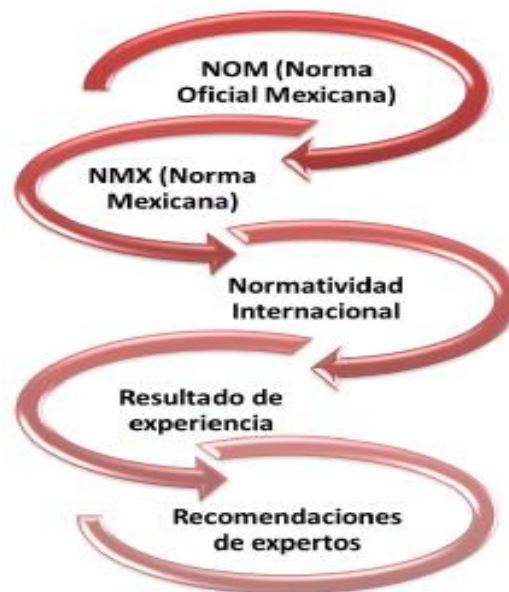 NOM (Norma
Oficial Mexicana)
NMX (Norma
Mexicana)
Normatividad
Internacional
Resultado de
experiencia
Recomendaciones
de expertos